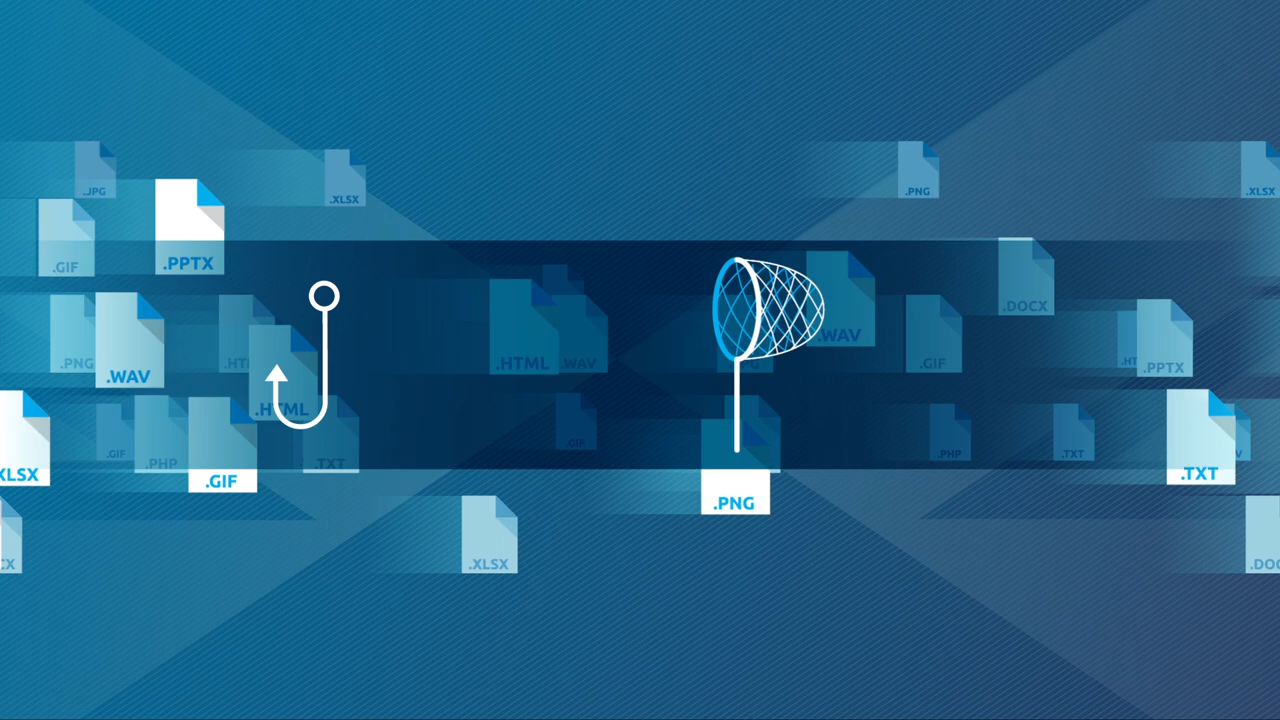 .JPG
.XLSX
.PNG
.XLSX
.GIF
.PPTX
.DOCX
.PNG
.WAV
.HTML
.WAV
.WAV
.GIF
.PPTX
.HTML
.GIF
.PHP
.TXT
.GIF
.PHP
.TXT
XLSX
.GIF
.PNG
.TXT
.XLSX